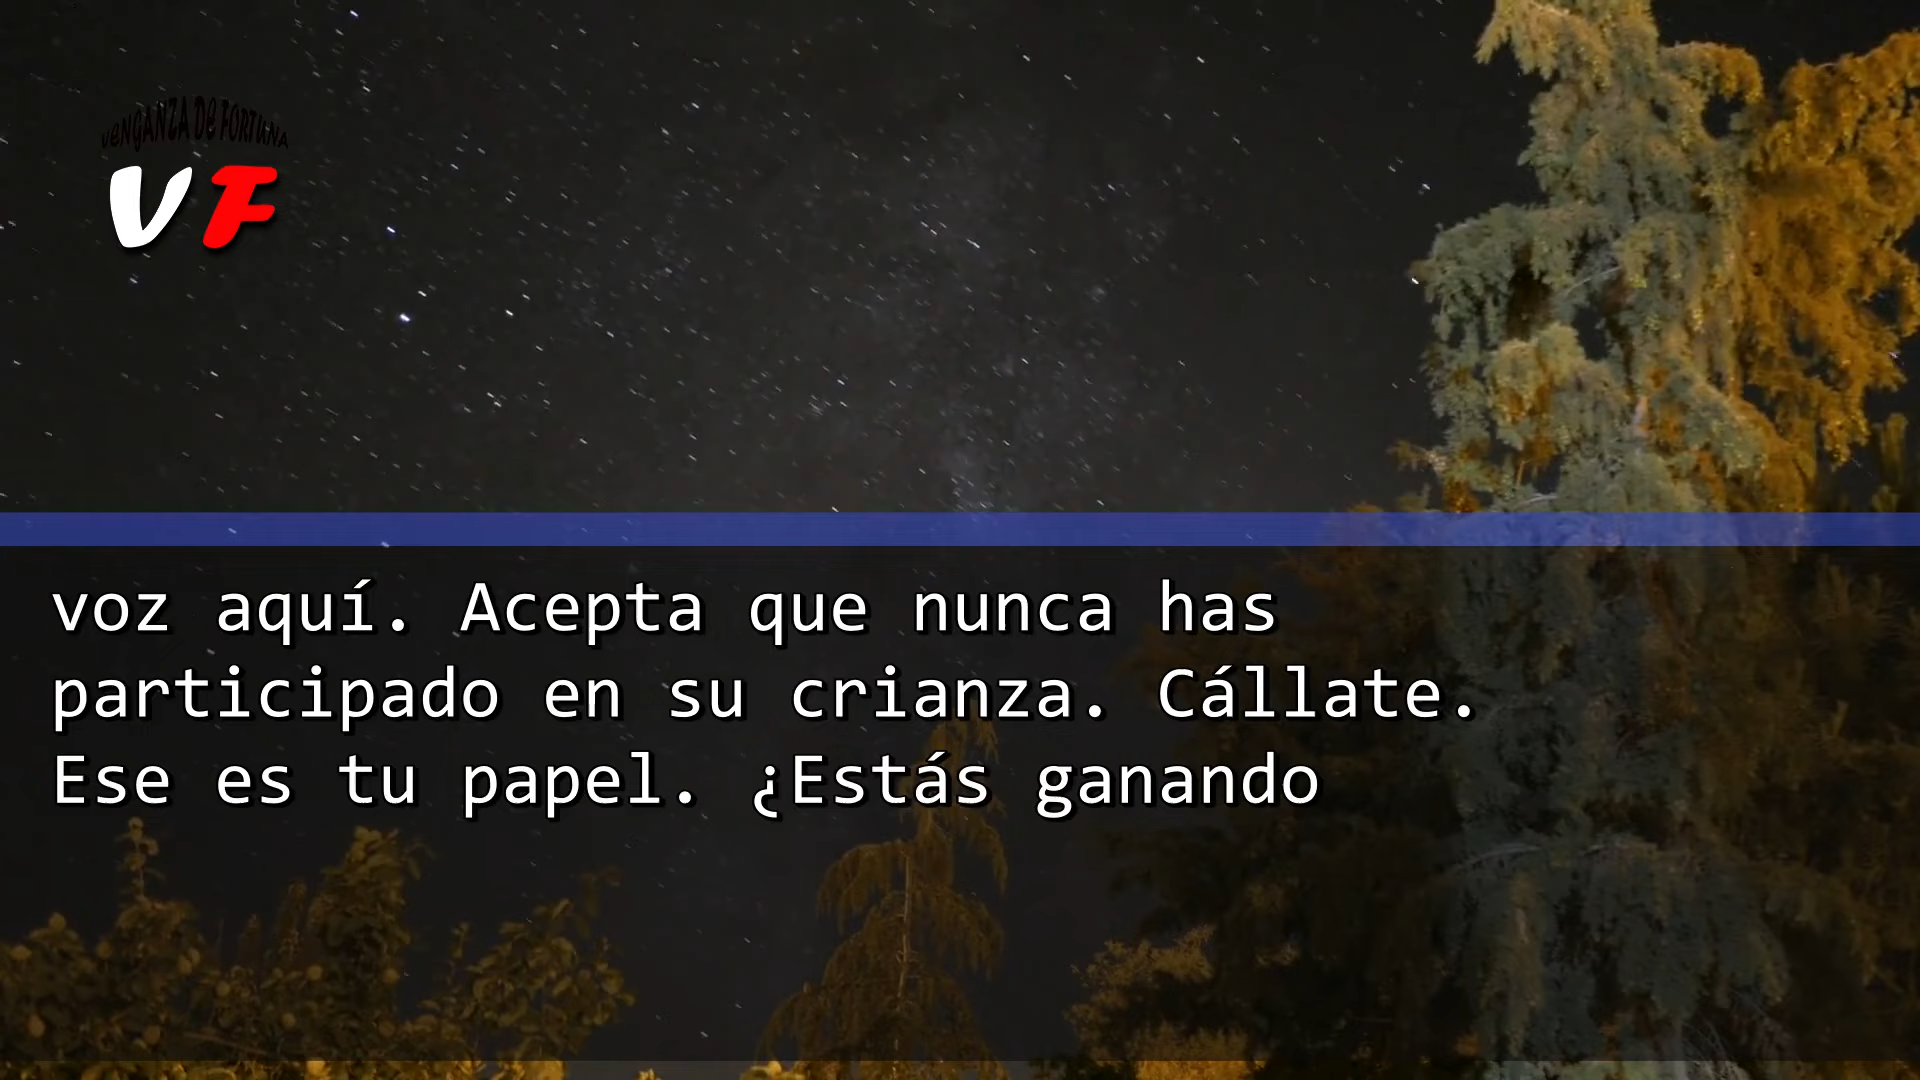 VENGANZA DE FORTUNA
VF
voz aquí. Acepta que nunca has
participado en su crianza. Cállate.
Ese es tu papel. ¿Estás ganando